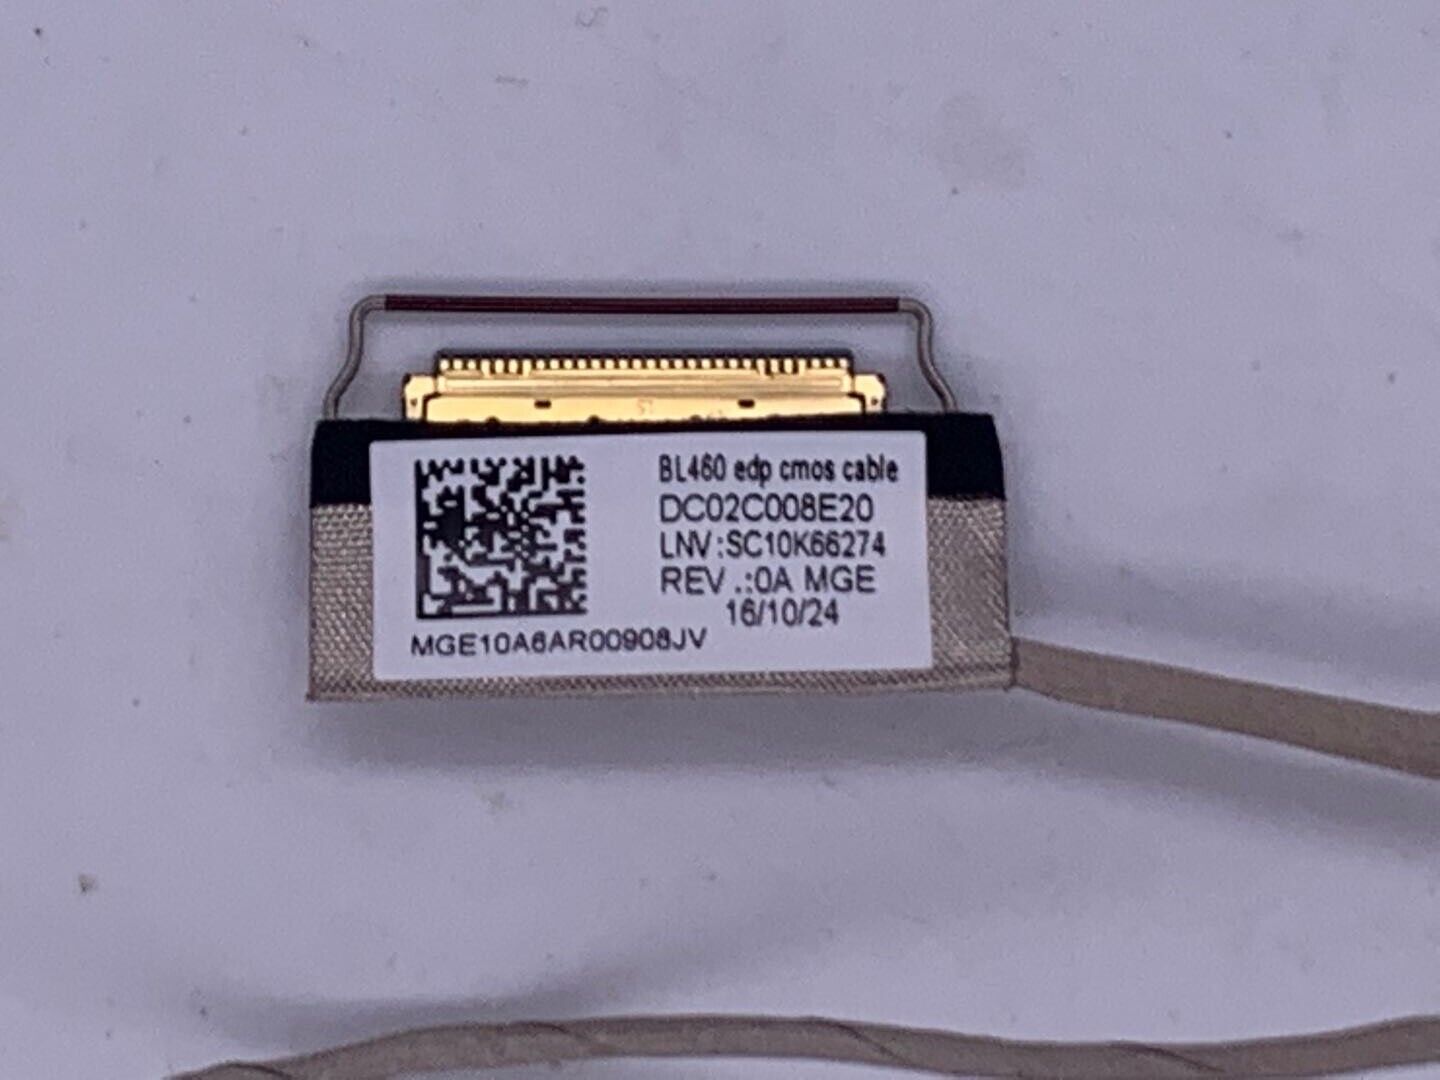 BL460 edp cmos cable
DC02C008E20
LNV:SC10K66274
REV.:0A MGE
16/10/24
MGE10A6AR00908JV